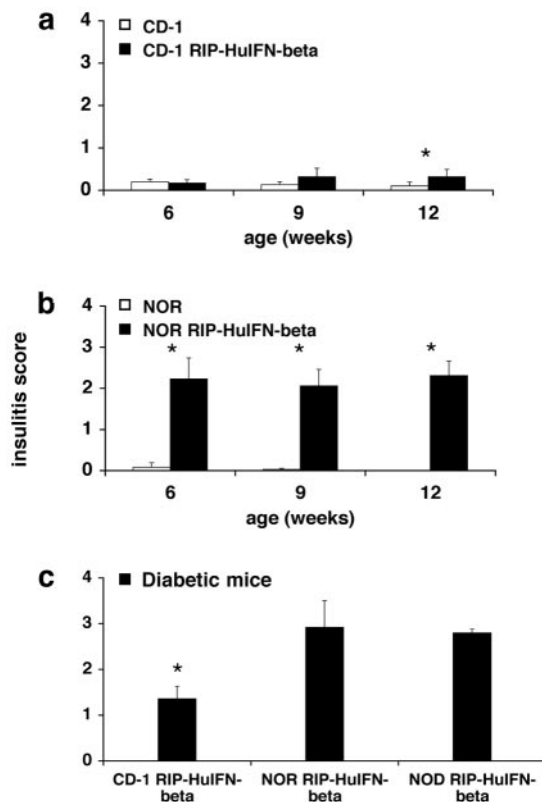 a
CD-1
CD-1 RIP-HuIFN-beta
4
3
2
1
0
*
6 9 12
age (weeks)
b
NOR
NOR RIP-HuIFN-beta
4
3
2
1
0
* * *
6 9 12
age (weeks)
insulitis score
c
Diabetic mice
4
3
2
1
0
*
CD-1 RIP-HuIFN- NOR RIP-HuIFN- NOD RIP-HuIFN-
beta beta beta